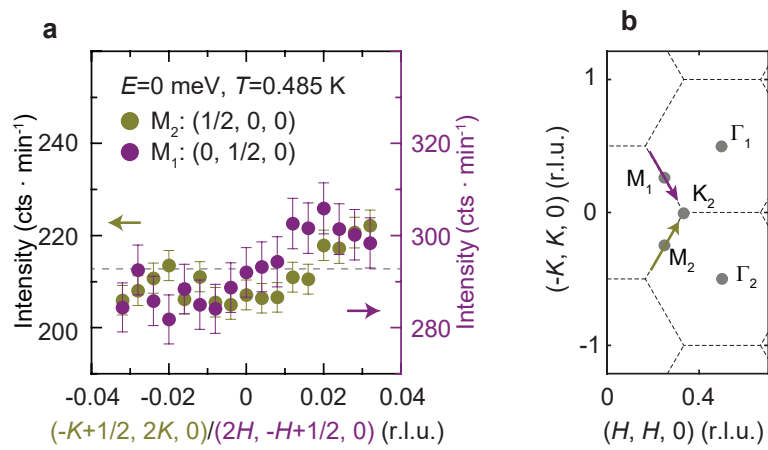 a
E=0 meV, T=0.485 K
M₂: (1/2, 0, 0)
M₁: (0, 1/2, 0)
Intensity (cts · min⁻¹)
260
240
220
200
Intensity (cts · min⁻¹)
320
300
280
-0.04
-0.02
0
0.02
0.04
(-K+1/2, 2K, 0)/(2H, -H+1/2, 0) (r.l.u.)
b
(-K, K, 0) (r.l.u.)
1
0
-1
Γ₁
M₁
K₂
M₂
Γ₂
0
0.4
(H, H, 0) (r.l.u.)